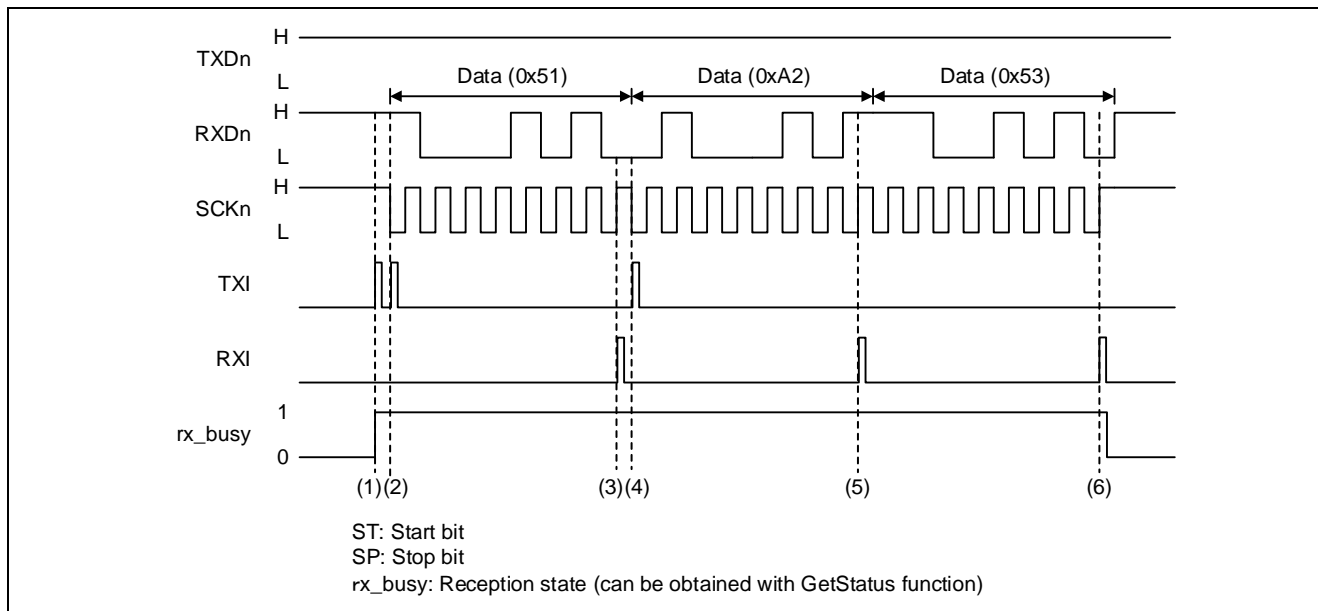 H
TXDn
L
Data (0x51) Data (0xA2) Data (0x53)
H
RXDn
L
H
SCKn
L
TXI
RXI
1
rx_busy
0
(1) (2) (3) (4) (5) (6)
ST: Start bit
SP: Stop bit
rx_busy: Reception state (can be obtained with GetStatus function)